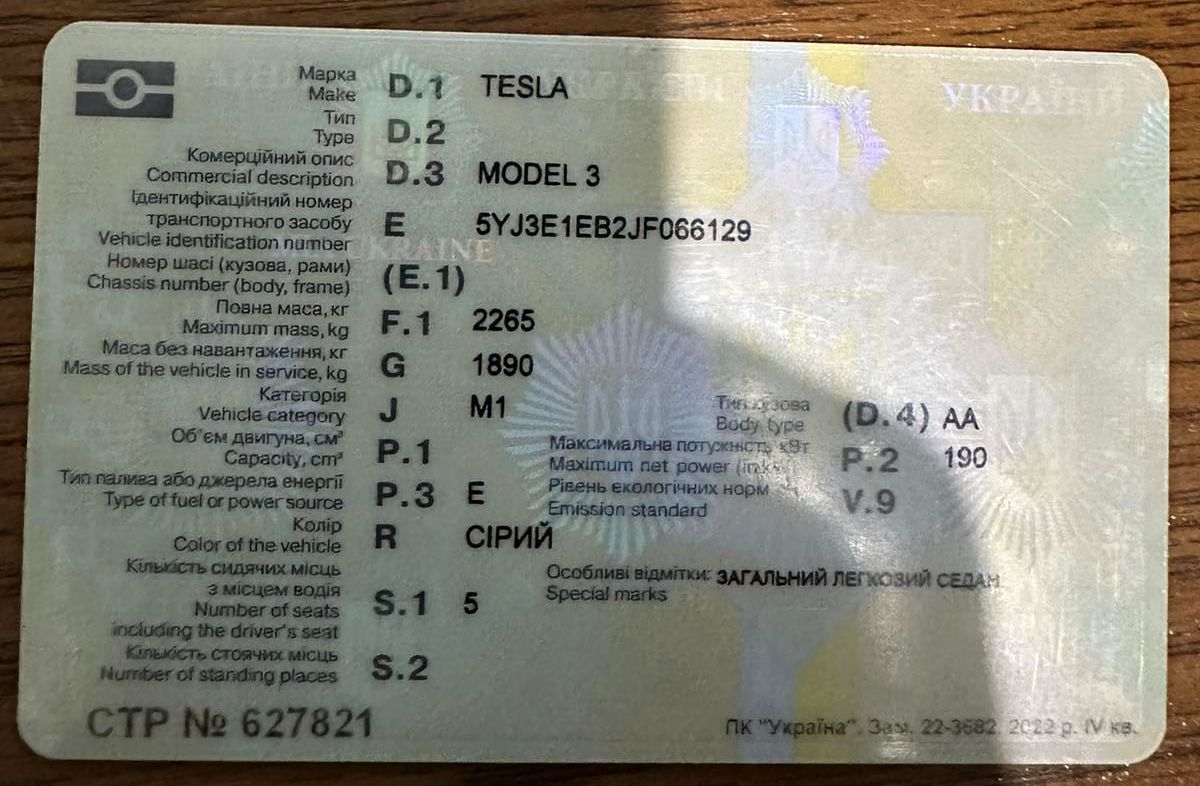 УКРАЇНІ
Марка
Make
D.1 TESLA
Тип
Type
D.2
Комерційний опис
Commercial description
D.3 MODEL 3
Ідентифікаційний номер
транспортного засобу
Vehicle identification number
E 5YJ3E1EB2JF066129
UKRAINE
Номер шасі (кузова, рами)
Chassis number (body, frame)
(E.1)
Повна маса, кг
Maximum mass, kg
F.1 2265
Маса без навантаження, кг
Mass of the vehicle in service, kg
G 1890
Категорія
Vehicle category
J M1
Тип кузова
Body type
(D.4) AA
Об'єм двигуна, см³
Capacity, cm³
P.1
Максимальна потужність кВт
Maximum net power
P.2 190
Тип палива або джерела енергії
Type of fuel or power source
P.3 E
Рівень екологічних норм
Emission standard
V.9
Колір
Color of the vehicle
R СІРИЙ
Кількість сидячих місць
з місцем водія
Number of seats
including the driver's seat
S.1 5
Особливі відмітки: ЗАГАЛЬНИЙ ЛЕГКОВИЙ СЕДАН
Special marks
Кількість стоячих місць
Number of standing places
S.2
СТР № 627821
ПК "Україна". Зам. 22-3682. 2022 р. IV кв.